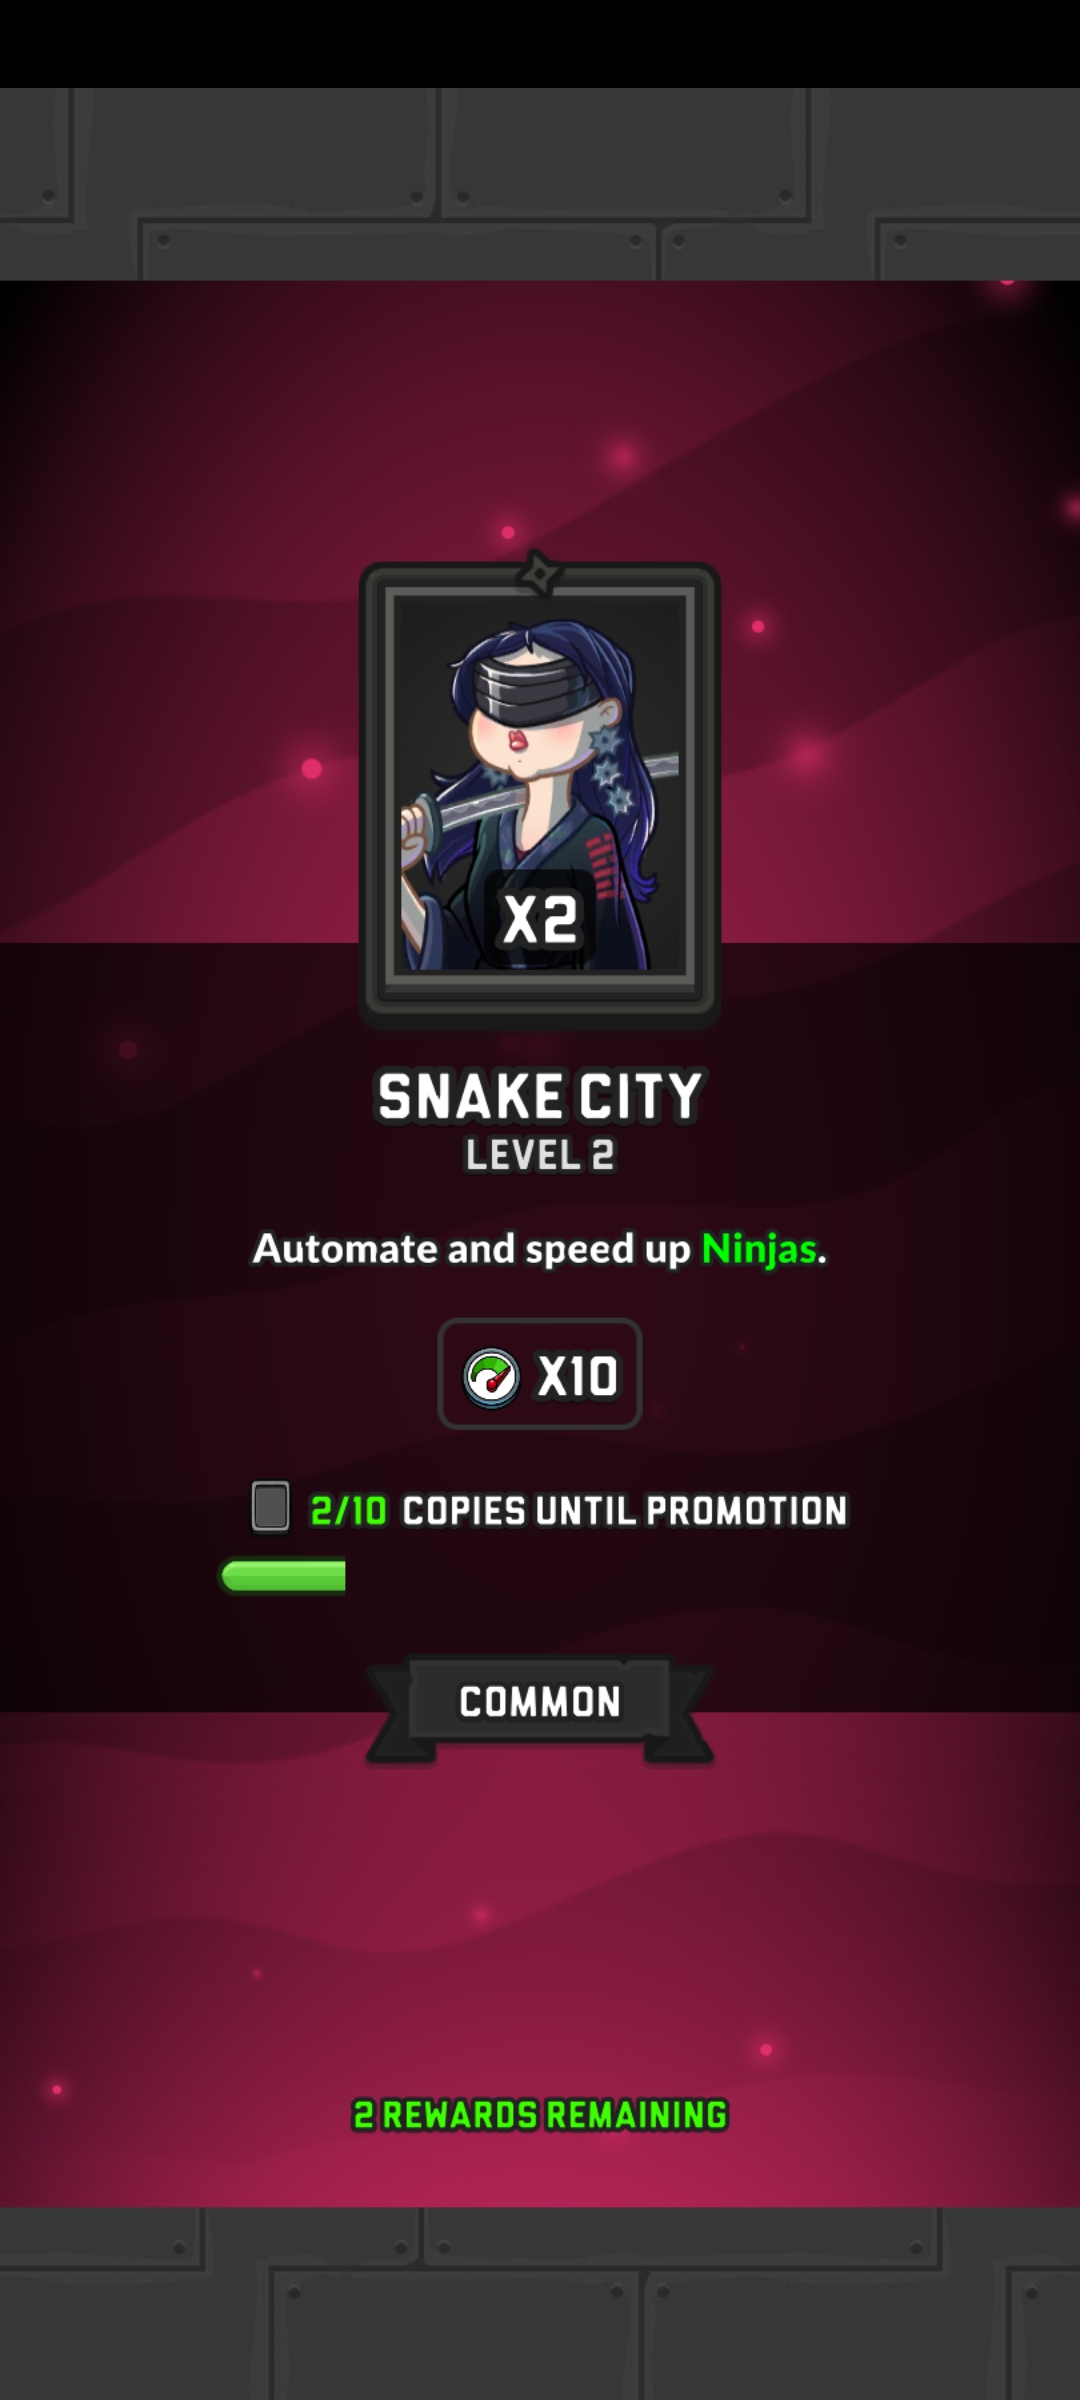 X2
SNAKE CITY
LEVEL 2
Automate and speed up Ninjas.
X10
2/10 COPIES UNTIL PROMOTION
COMMON
2 REWARDS REMAINING